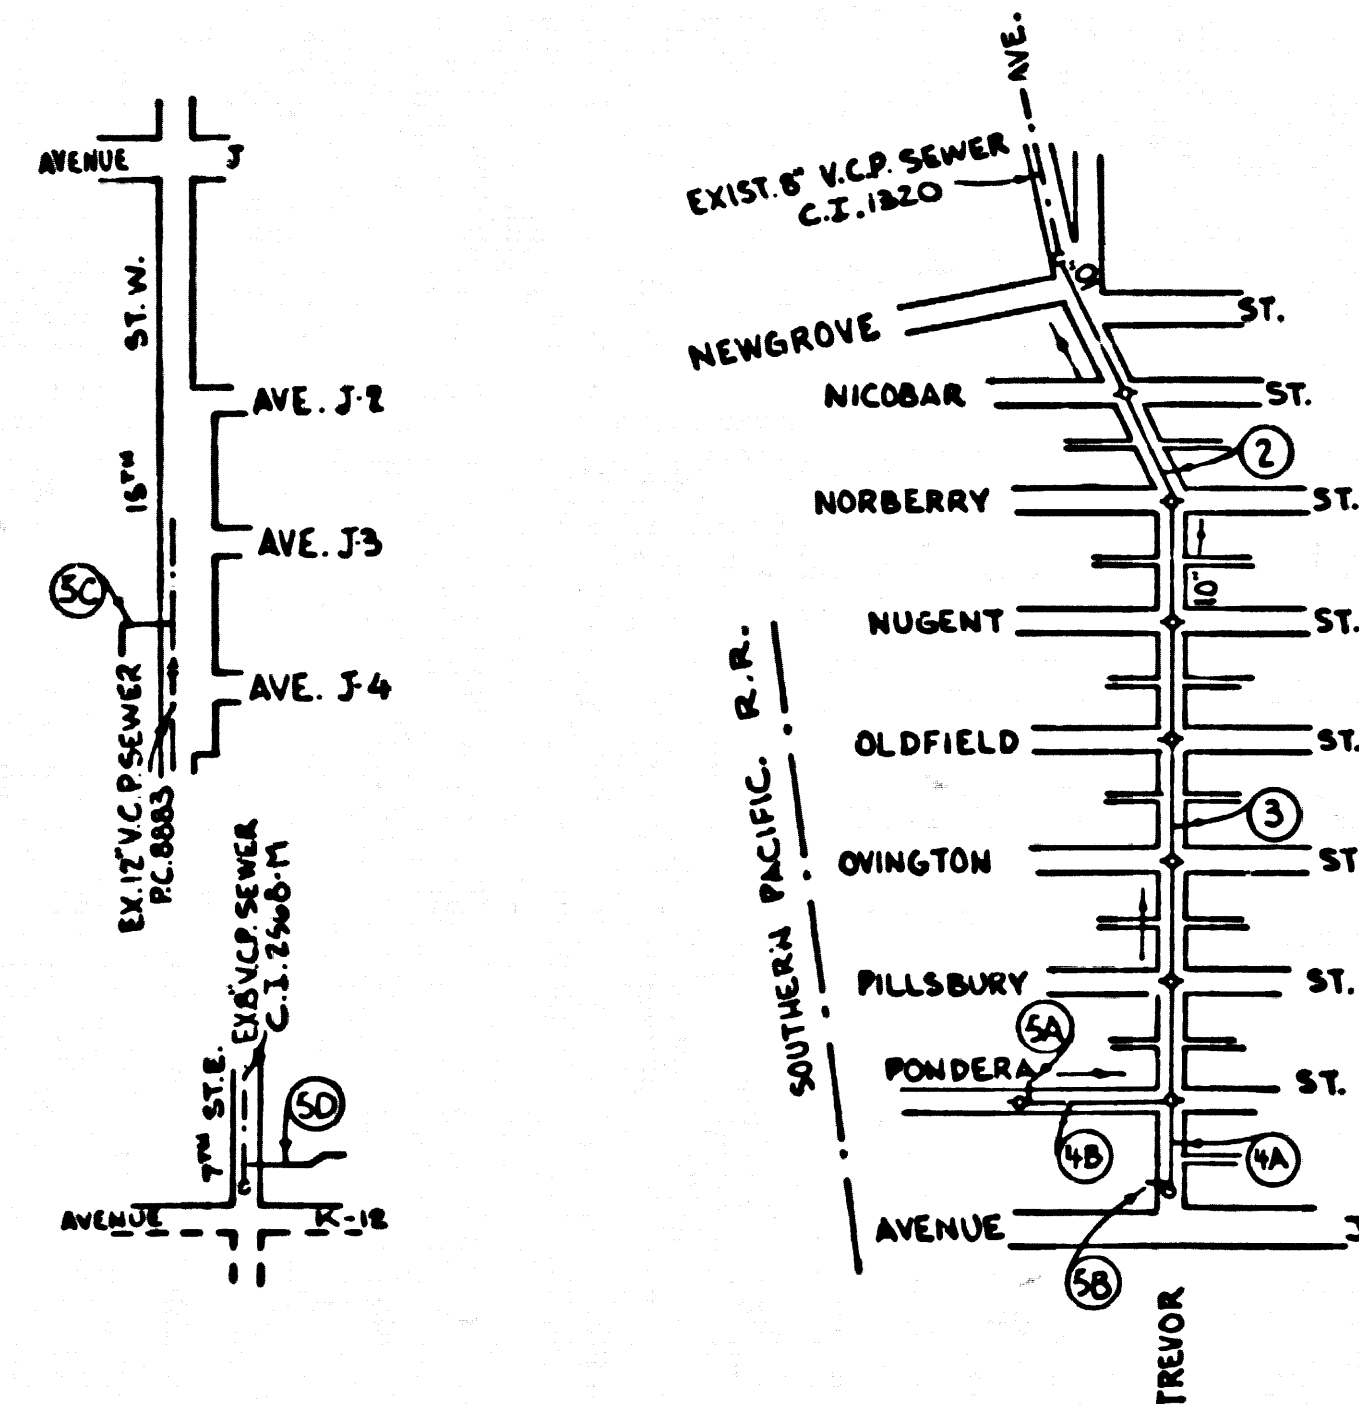 AVENUE J
ST. W.
15TH
AVE. J-2
AVE. J-3
AVE. J-4
5C
EX. 12" V.C.P. SEWER
P.C. 8883
EX 8" V.C.P. SEWER
C.I. 2568-M
7TH ST. E.
5D
AVENUE K-12
AVE.
EXIST. 8" V.C.P. SEWER
C.I. 1320
NEWGROVE ST.
NICOBAR ST.
2
NORBERRY ST.
10"
NUGENT ST.
SOUTHERN PACIFIC. R.R.
OLDFIELD ST.
3
OVINGTON ST
PILLSBURY ST.
5A
PONDERA ST.
4B
4A
AVENUE J
5B
TREVOR